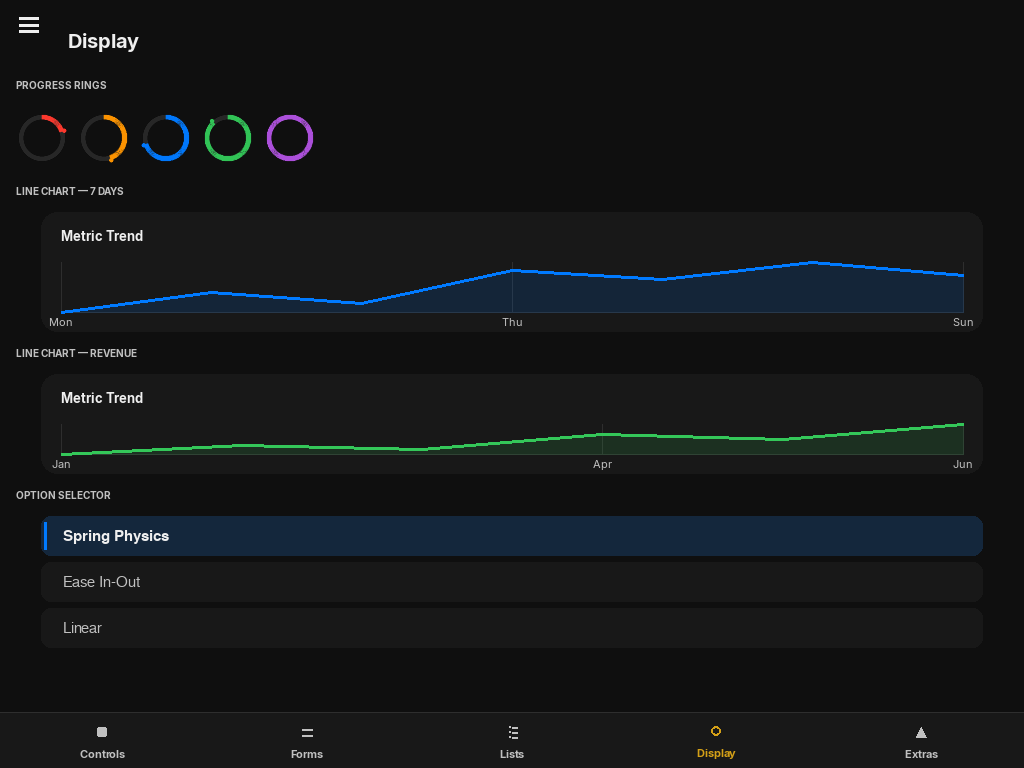 Display
PROGRESS RINGS
LINE CHART — 7 DAYS
Metric Trend
Mon Thu Sun
LINE CHART — REVENUE
Metric Trend
Jan Apr Jun
OPTION SELECTOR
Spring Physics
Ease In-Out
Linear
Controls Forms Lists Display Extras